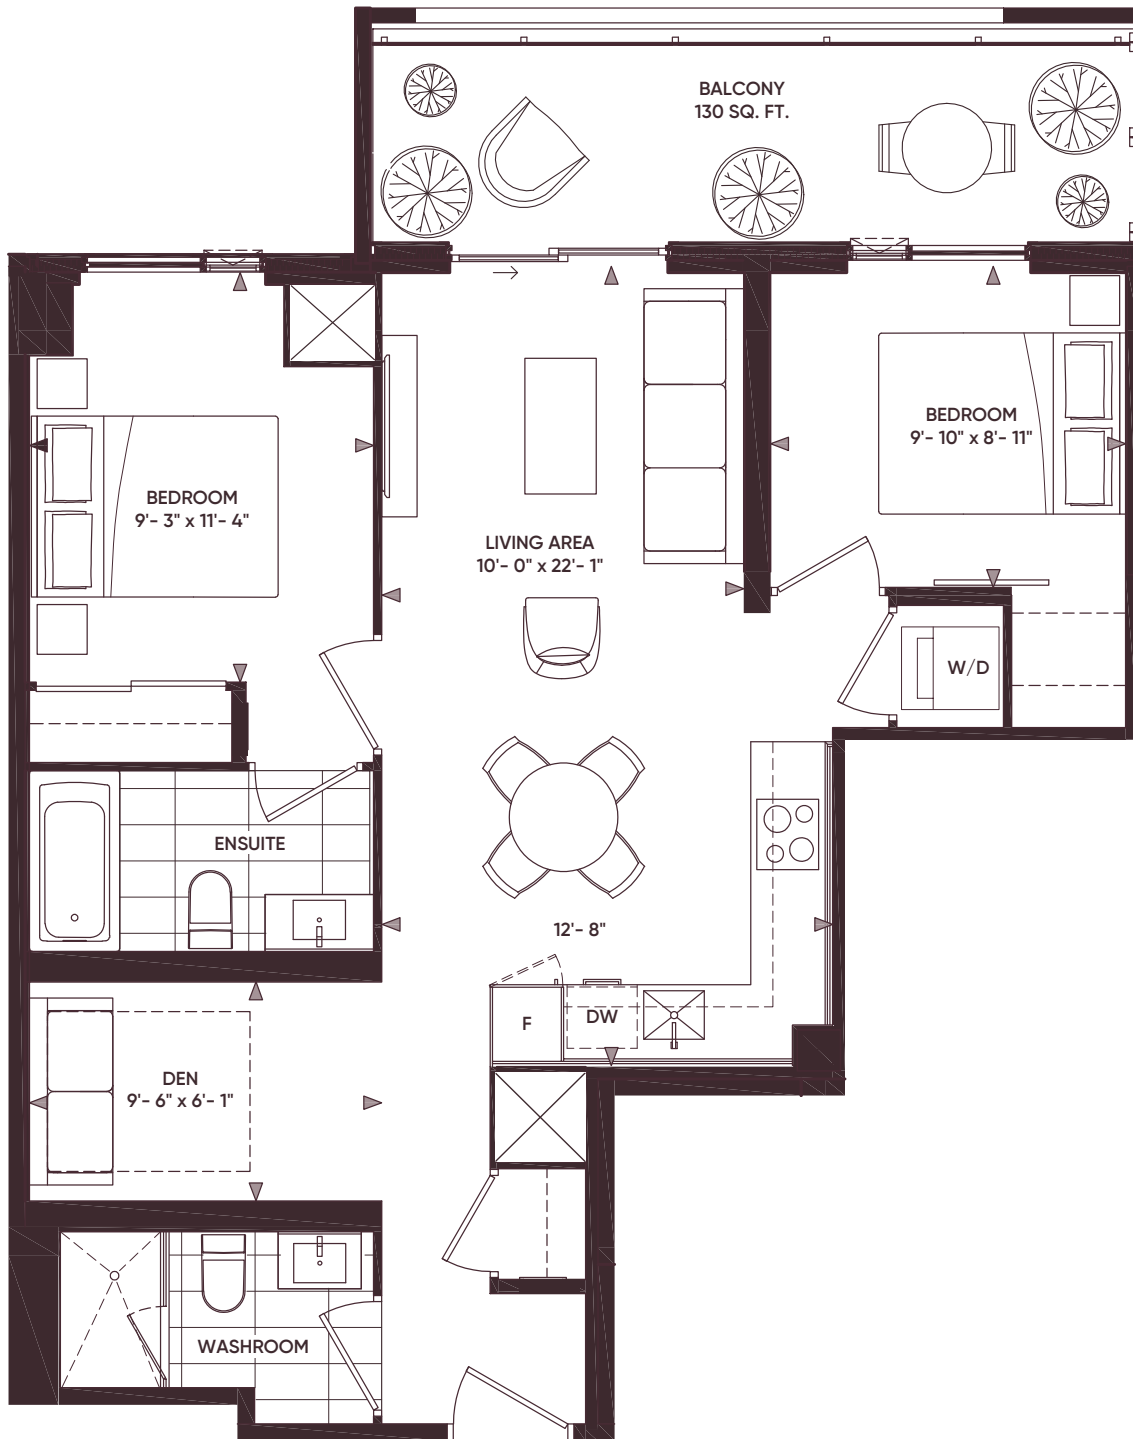 BALCONY
130 SQ. FT.
BEDROOM
9'- 10" x 8'- 11"
BEDROOM
9'- 3" x 11'- 4"
LIVING AREA
10'- 0" x 22'- 1"
W/D
ENSUITE
12'- 8"
F
DW
DEN
9'- 6" x 6'- 1"
WASHROOM